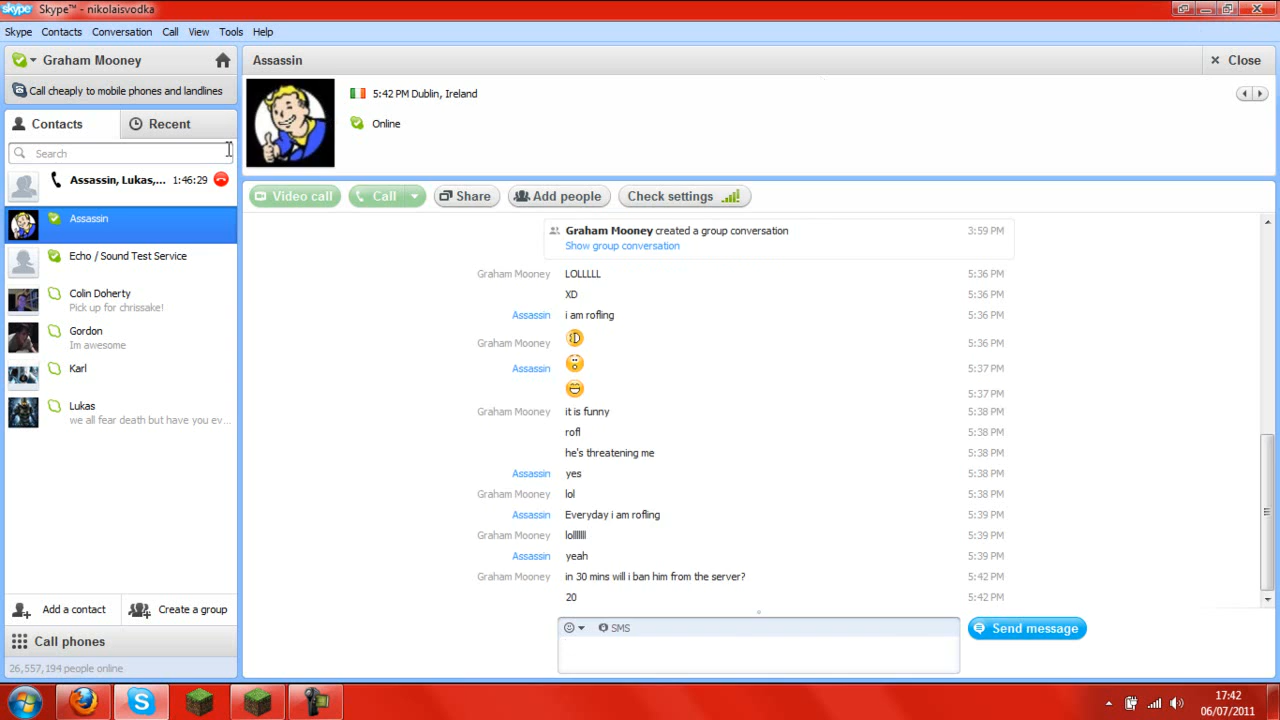 Skype™ - nikolaisvodka
Skype Contacts Conversation Call View Tools Help
Graham Mooney
Call cheaply to mobile phones and landlines
Contacts Recent
Search
Assassin, Lukas,... 1:46:29
Assassin
Echo / Sound Test Service
Colin Doherty
Pick up for chrissake!
Gordon
Im awesome
Karl
Lukas
we all fear death but have you ev...
Add a contact Create a group
Call phones
26,557,194 people online
Assassin Close
5:42 PM Dublin, Ireland
Online
Video call Call Share Add people Check settings
Graham Mooney created a group conversation 3:59 PM
Show group conversation
Graham Mooney LOLLLLL 5:36 PM
XD 5:36 PM
Assassin i am rofling 5:36 PM
Graham Mooney 5:36 PM
Assassin 5:37 PM
5:37 PM
Graham Mooney it is funny 5:38 PM
rofl 5:38 PM
he's threatening me 5:38 PM
Assassin yes 5:38 PM
Graham Mooney lol 5:38 PM
Assassin Everyday i am rofling 5:39 PM
Graham Mooney lolllllll 5:39 PM
Assassin yeah 5:39 PM
Graham Mooney in 30 mins will i ban him from the server? 5:42 PM
20 5:42 PM
SMS
Send message
17:42
06/07/2011